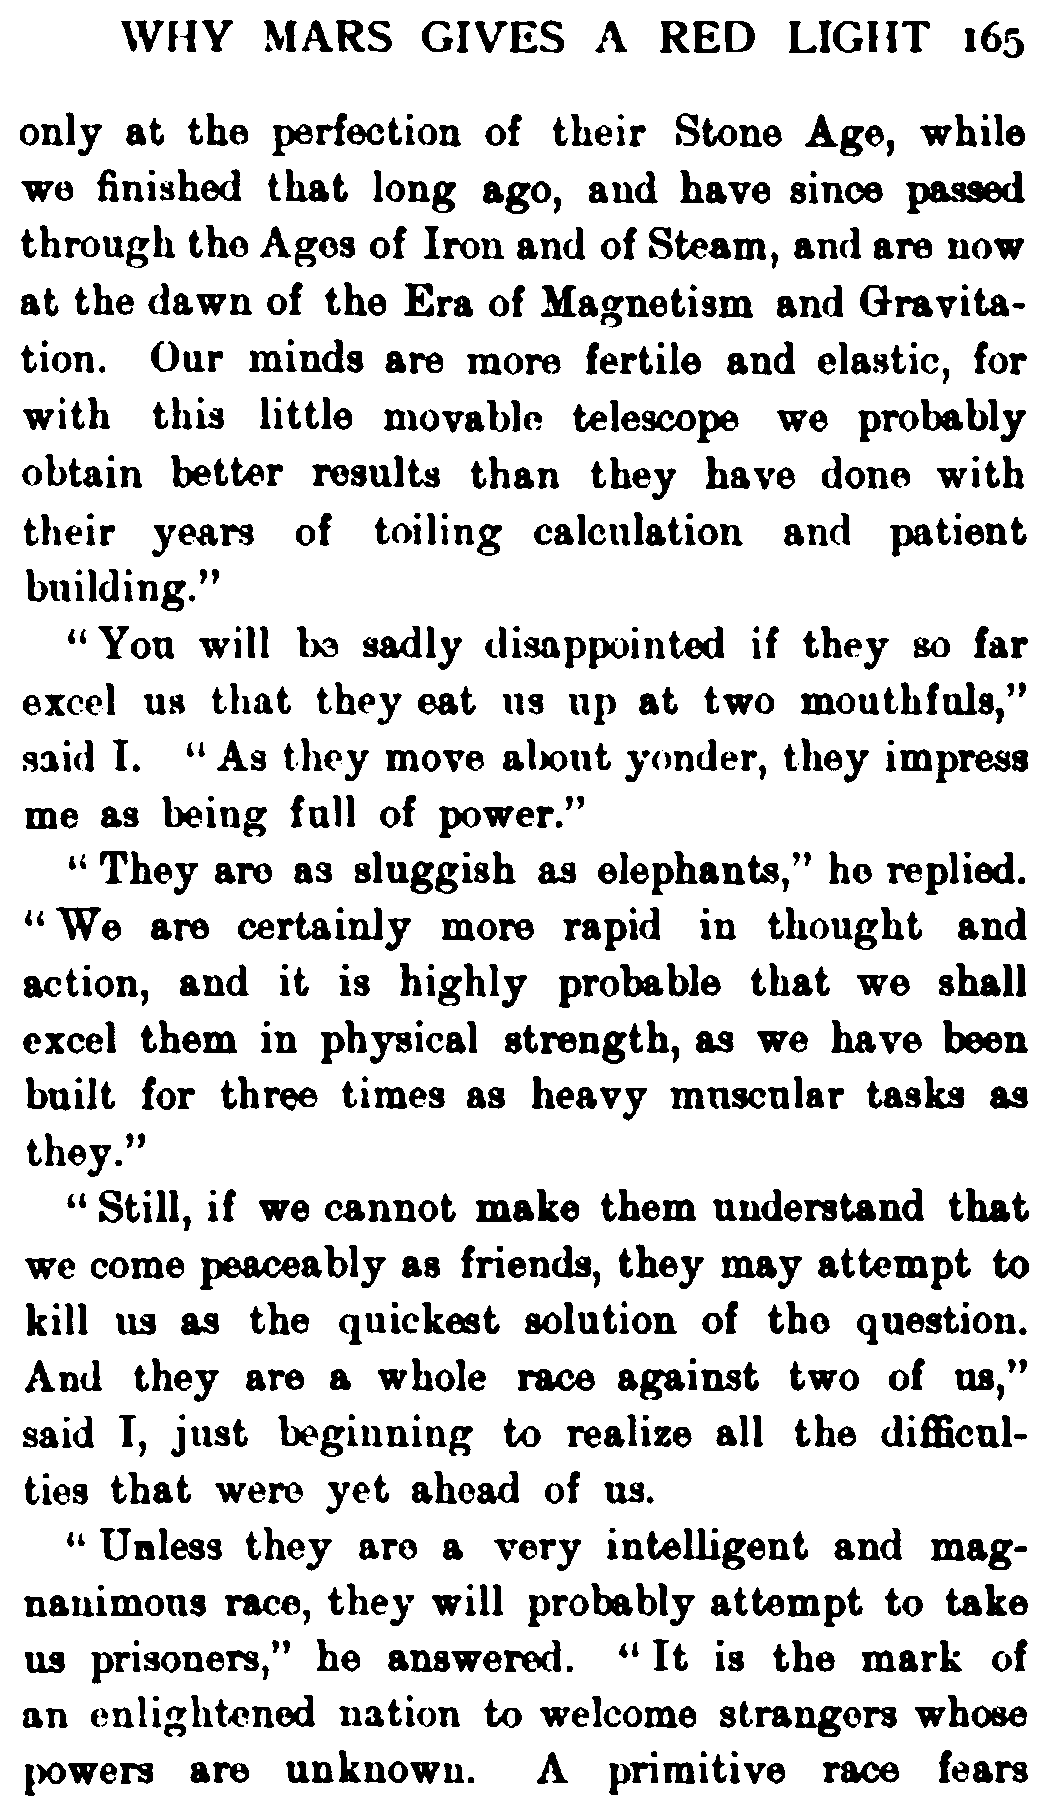 WHY MARS GIVES A RED LIGHT 165
only at the perfection of their Stone Age, while
we finished that long ago, and have since passed
through the Ages of Iron and of Steam, and are now
at the dawn of the Era of Magnetism and Gravita-
tion. Our minds are more fertile and elastic, for
with this little movable telescope we probably
obtain better results than they have done with
their years of toiling calculation and patient
building.”
“You will be sadly disappointed if they so far
excel us that they eat us up at two mouthfuls,”
said I. “As they move about yonder, they impress
me as being full of power.”
“They are as sluggish as elephants,” he replied.
“We are certainly more rapid in thought and
action, and it is highly probable that we shall
excel them in physical strength, as we have been
built for three times as heavy muscular tasks as
they.”
“Still, if we cannot make them understand that
we come peaceably as friends, they may attempt to
kill us as the quickest solution of the question.
And they are a whole race against two of us,”
said I, just beginning to realize all the difficul-
ties that were yet ahead of us.
“Unless they are a very intelligent and mag-
nanimous race, they will probably attempt to take
us prisoners,” he answered. “It is the mark of
an enlightened nation to welcome strangers whose
powers are unknown. A primitive race fears